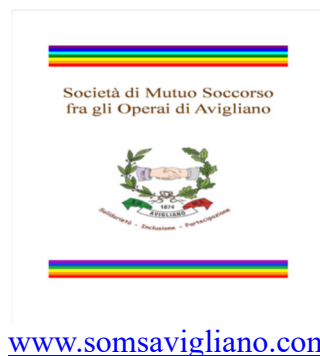 Società di Mutuo Soccorso
fra gli Operai di Avigliano
1874
AVIGLIANO
Solidarietà - Inclusione - Partecipazione
www.somsavigliano.com